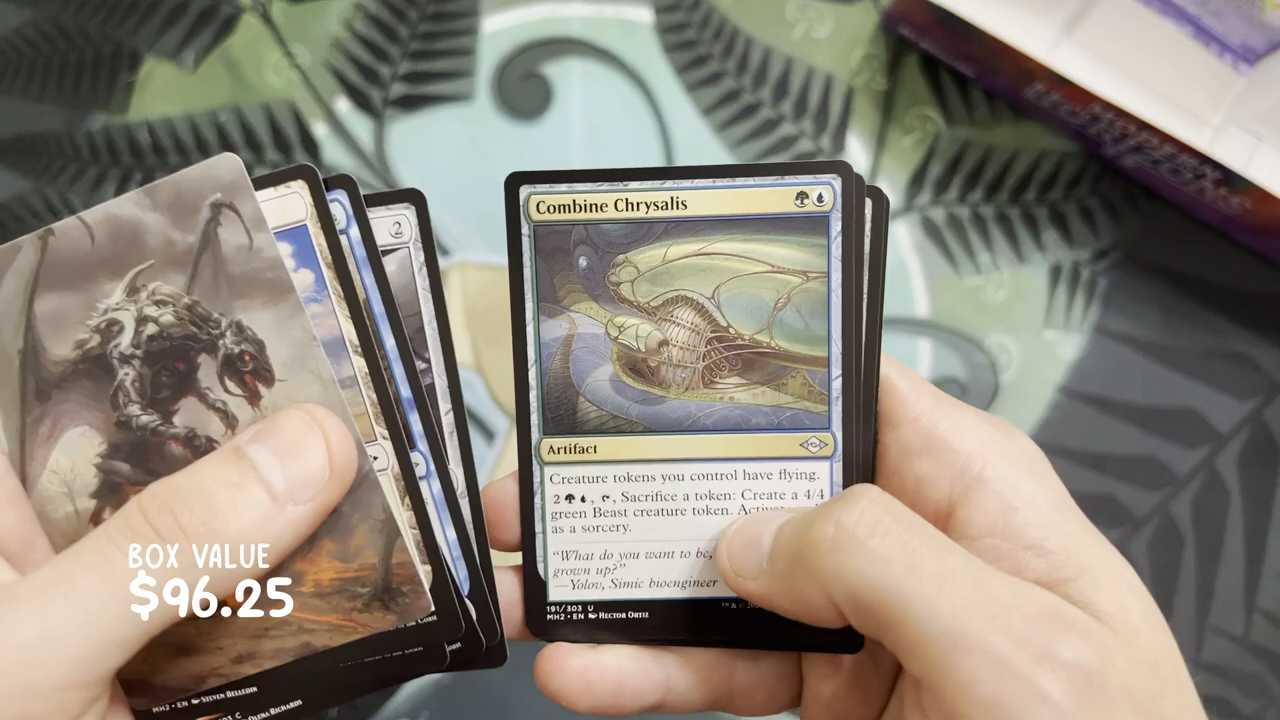 MODERN
HORIZONS
2
Combine Chrysalis
Artifact
Creature tokens you control have flying.
2, Sacrifice a token: Create a 4/4
green Beast creature token.
as a sorcery.
"What do you want to be,
grown up?"
—Yolov, Simic bioengineer
191/303 U
MH2 • EN HECTOR ORTIZ
BOX VALUE
$96.25
MH2 • EN STEVEN BELLEDIN